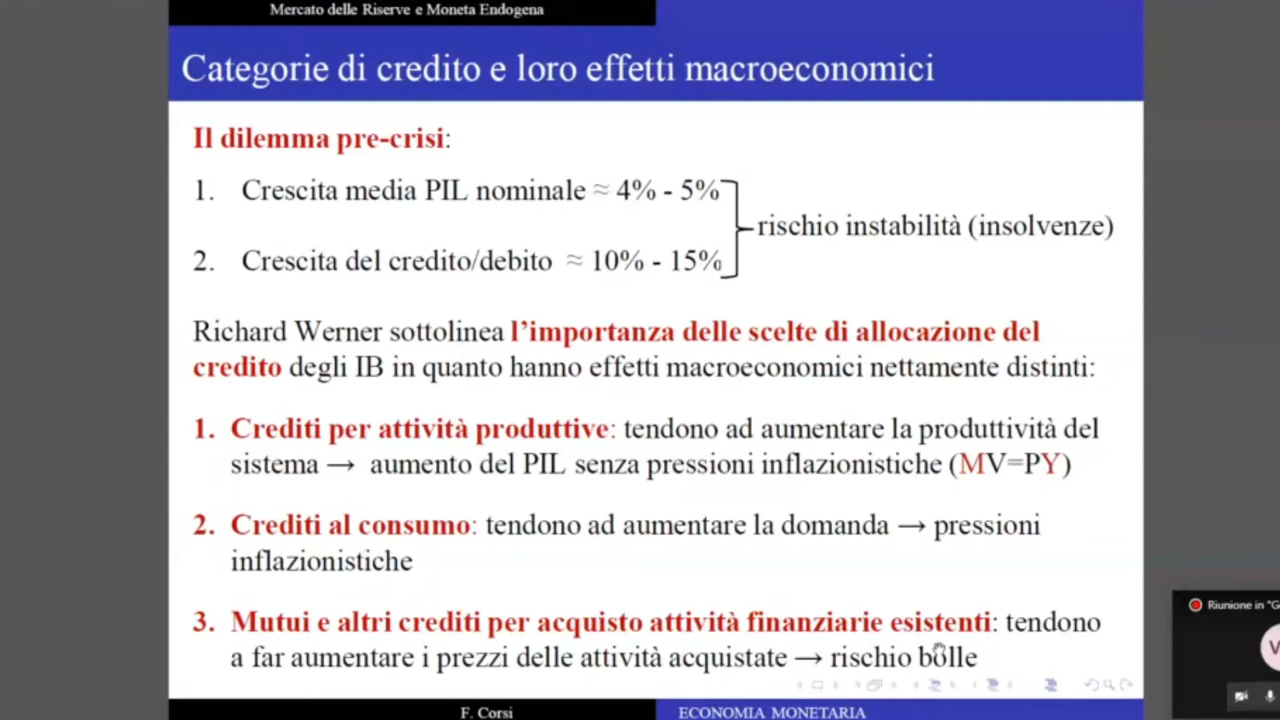 Mercato delle Riserve e Moneta Endogena
Categorie di credito e loro effetti macroeconomici
Il dilemma pre-crisi:
1. Crescita media PIL nominale ≈ 4% - 5%
rischio instabilità (insolvenze)
2. Crescita del credito/debito ≈ 10% - 15%
Richard Werner sottolinea l'importanza delle scelte di allocazione del
credito degli IB in quanto hanno effetti macroeconomici nettamente distinti:
1. Crediti per attività produttive: tendono ad aumentare la produttività del
sistema → aumento del PIL senza pressioni inflazionistiche (MV=PY)
2. Crediti al consumo: tendono ad aumentare la domanda → pressioni
inflazionistiche
3. Mutui e altri crediti per acquisto attività finanziarie esistenti: tendono
a far aumentare i prezzi delle attività acquistate → rischio bolle
Riunione in "G
V
F. Corsi
ECONOMIA MONETARIA